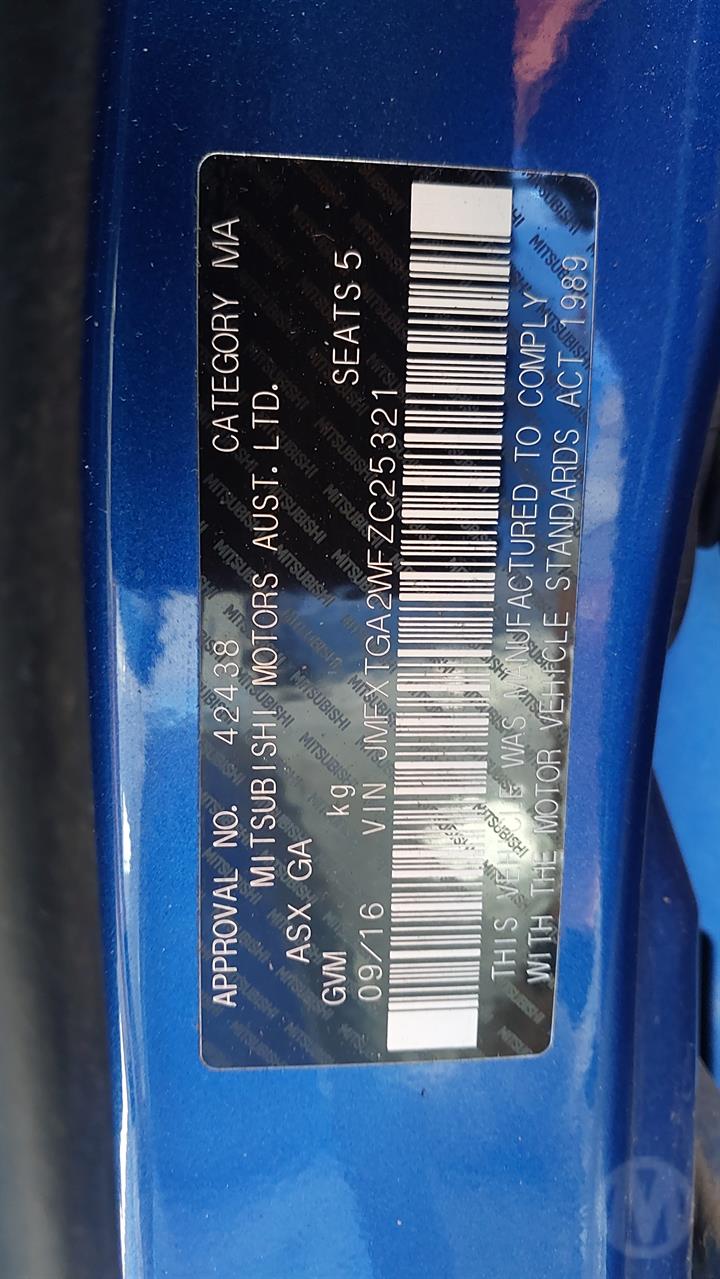 APPROVAL NO. 42438 CATEGORY MA
MITSUBISHI MOTORS AUST. LTD.
ASX GA
GVM kg SEATS 5
09/16 VIN JMFXTGA2WFZC25321
THIS VEHICLE WAS MANUFACTURED TO COMPLY
WITH THE MOTOR VEHICLE STANDARDS ACT 1989
MITSUBISHI
M